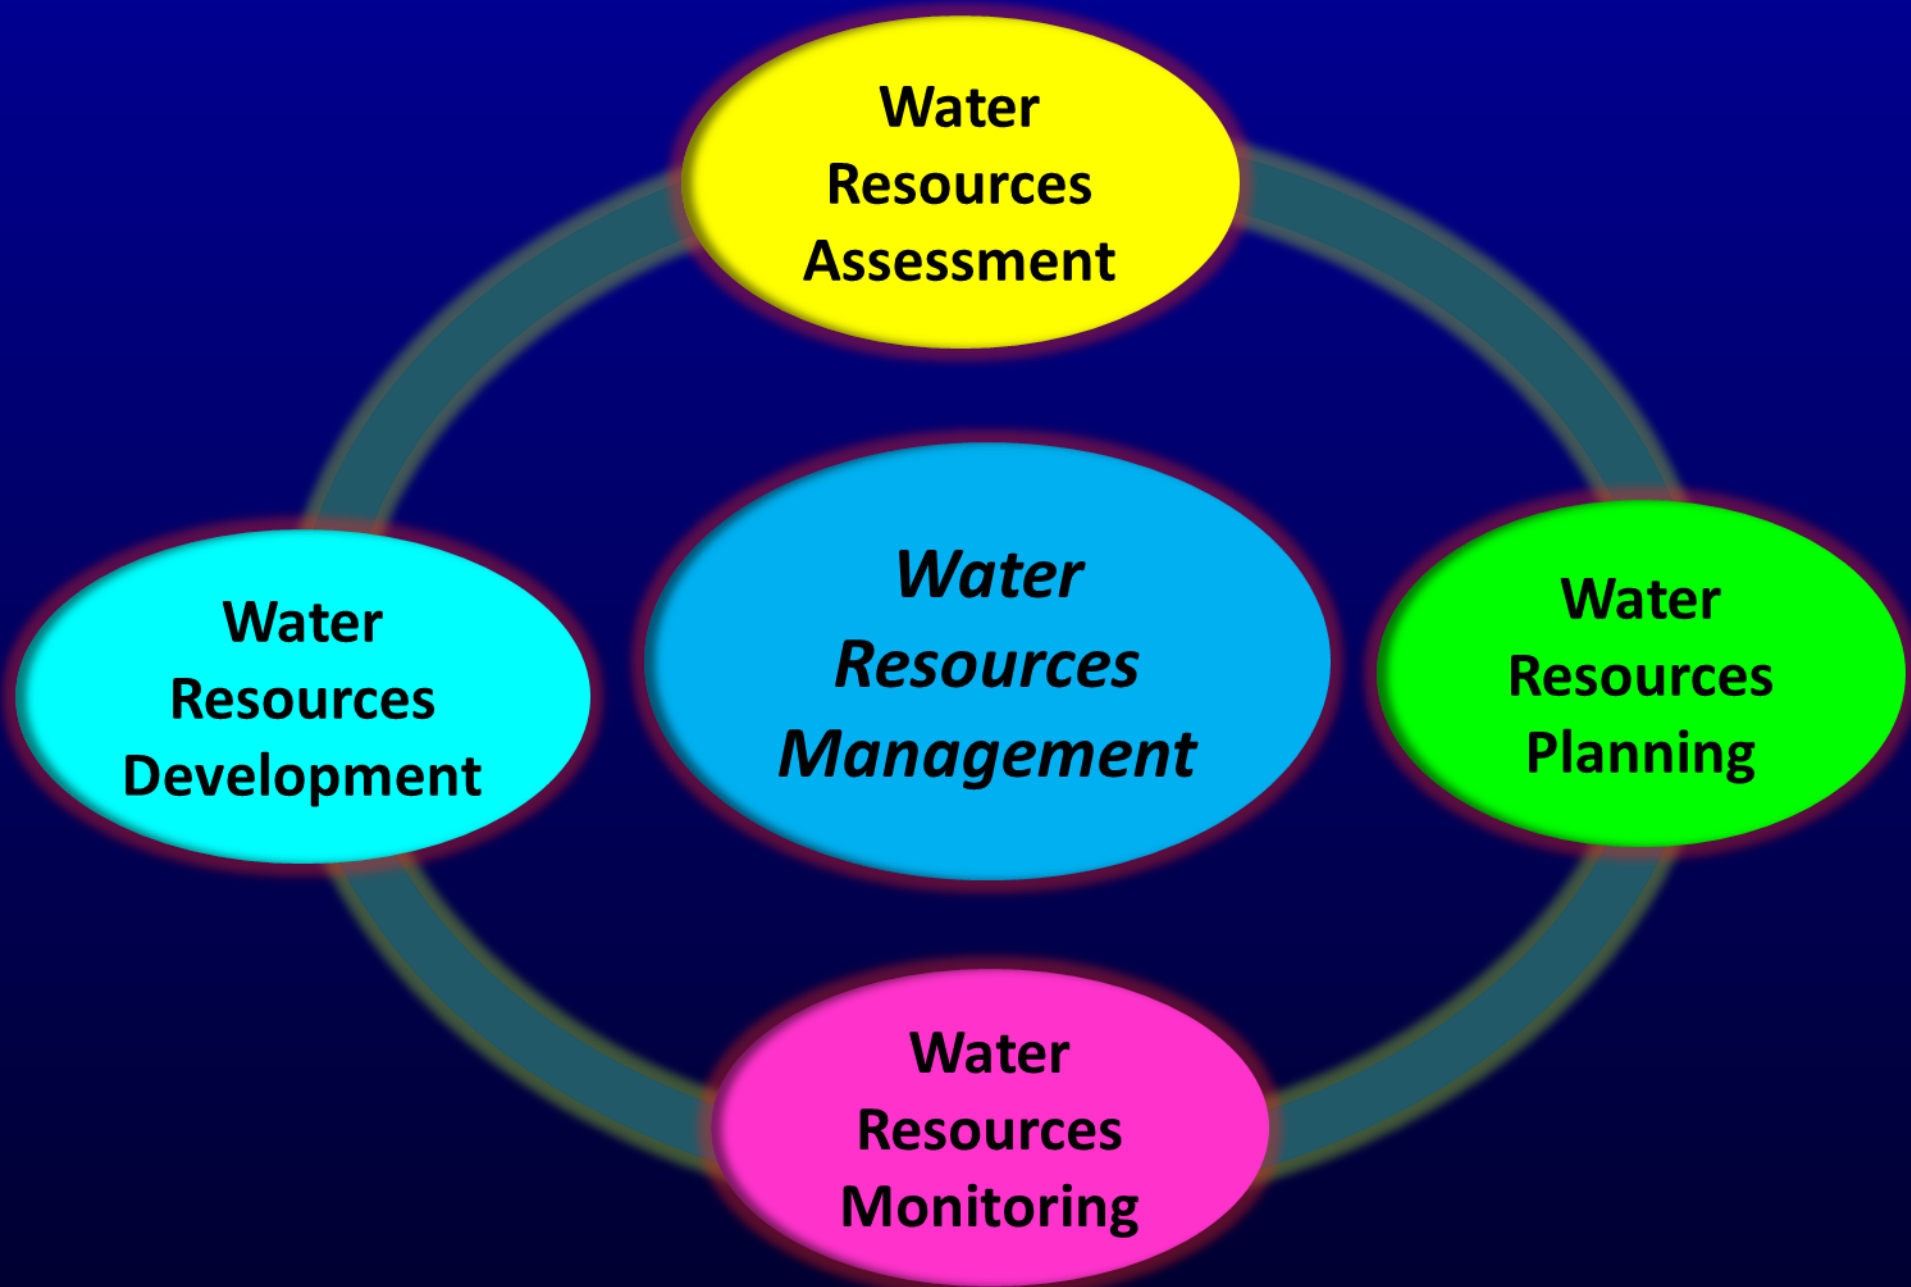 Water
Resources
Assessment
Water
Resources
Development
Water
Resources
Management
Water
Resources
Planning
Water
Resources
Monitoring